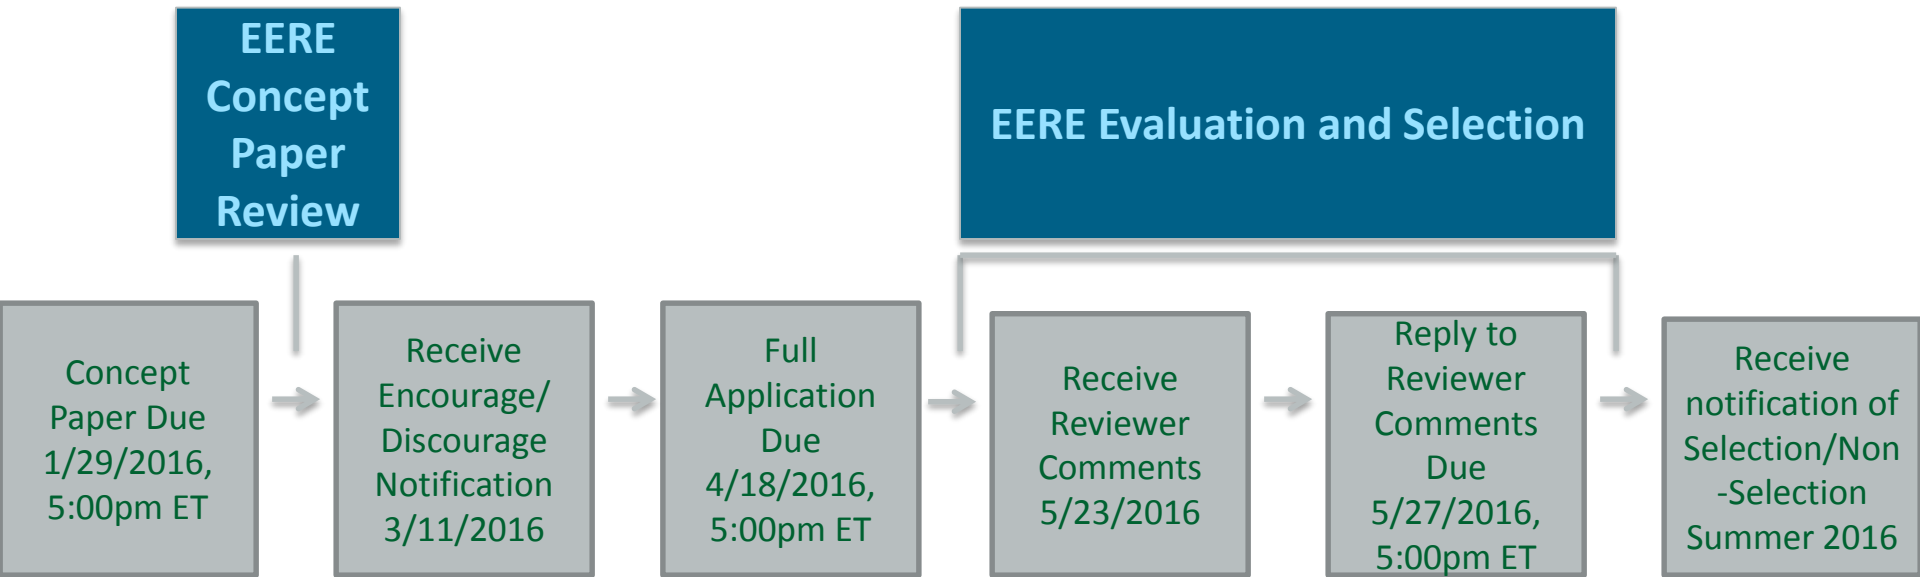 EERE
Concept
Paper
Review
EERE Evaluation and Selection
Concept
Paper Due
1/29/2016,
5:00pm ET
Receive
Encourage/
Discourage
Notification
3/11/2016
Full
Application
Due
4/18/2016,
5:00pm ET
Receive
Reviewer
Comments
5/23/2016
Reply to
Reviewer
Comments
Due
5/27/2016,
5:00pm ET
Receive
notification of
Selection/Non
-Selection
Summer 2016